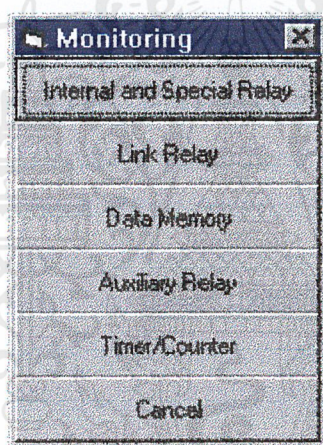 Monitoring
Internal and Special Relay
Link Relay
Data Memory
Auxiliary Relay
Timer/Counter
Cancel